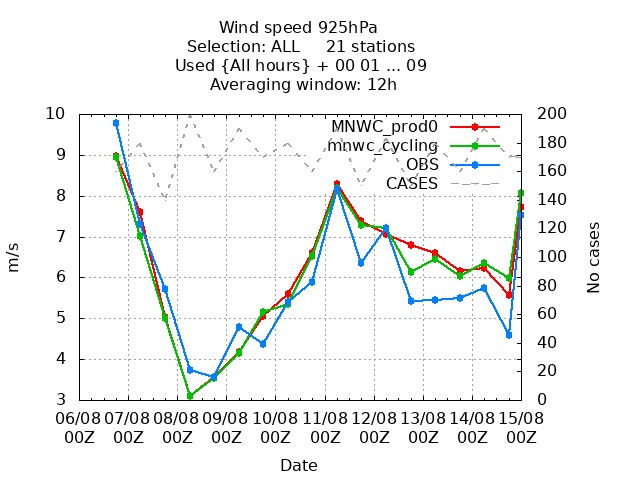 Wind speed 925hPa
Selection: ALL     21 stations
Used {All hours} + 00 01 ... 09
Averaging window: 12h
MNWC_prod0
mnwc_cycling
OBS
CASES
10
9
8
7
6
5
4
3
m/s
200
180
160
140
120
100
80
60
40
20
0
No cases
06/08 07/08 08/08 09/08 10/08 11/08 12/08 13/08 14/08 15/08
00Z 00Z 00Z 00Z 00Z 00Z 00Z 00Z 00Z 00Z
Date